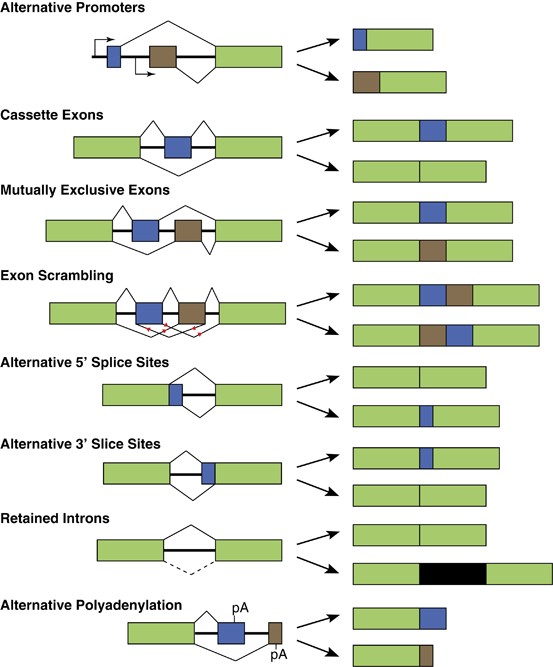 Alternative Promoters
Cassette Exons
Mutually Exclusive Exons
Exon Scrambling
Alternative 5’ Splice Sites
Alternative 3’ Slice Sites
Retained Introns
Alternative Polyadenylation
pA
pA